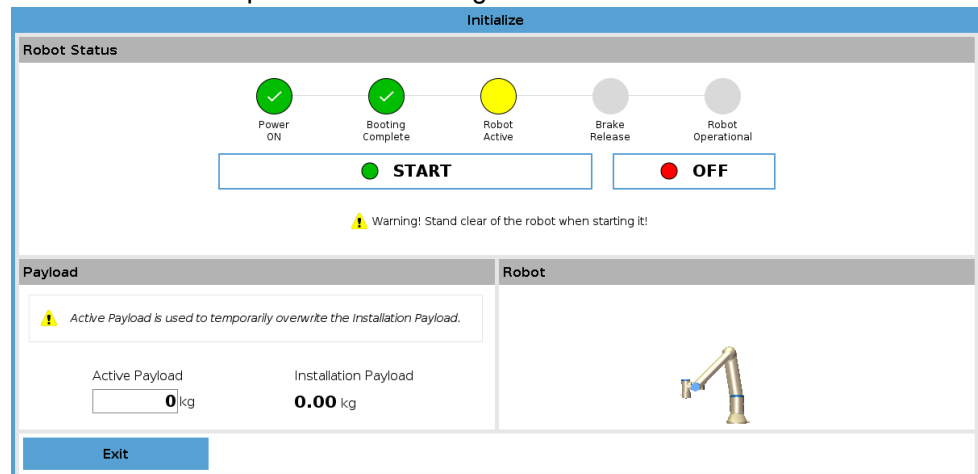 Initialize
Robot Status
Power
ON
Booting
Complete
Robot
Active
Brake
Release
Robot
Operational
START
OFF
Warning! Stand clear of the robot when starting it!
Payload
Active Payload is used to temporarily overwrite the Installation Payload.
Active Payload
0 kg
Installation Payload
0.00 kg
Robot
Exit